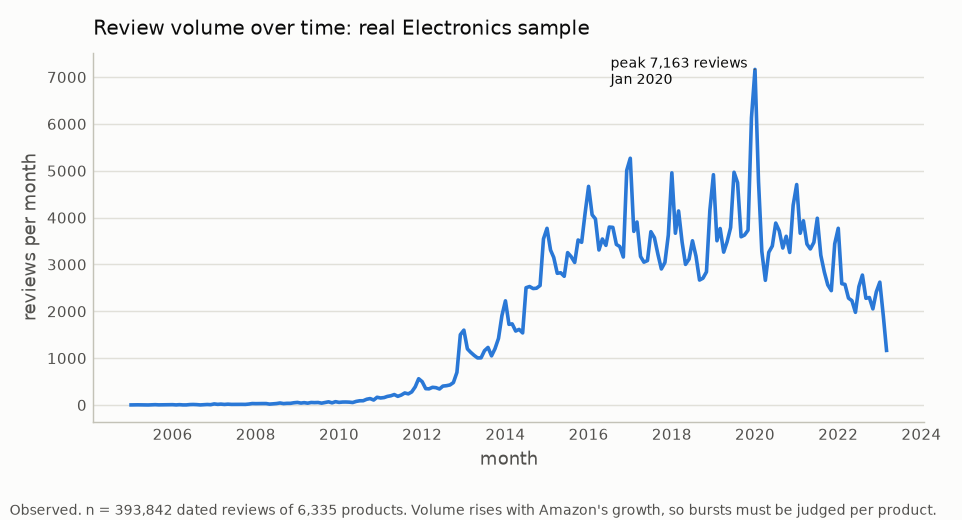 Review volume over time: real Electronics sample
peak 7,163 reviews
Jan 2020
reviews per month
7000
6000
5000
4000
3000
2000
1000
0
2006 2008 2010 2012 2014 2016 2018 2020 2022 2024
month
Observed. n = 393,842 dated reviews of 6,335 products. Volume rises with Amazon's growth, so bursts must be judged per product.